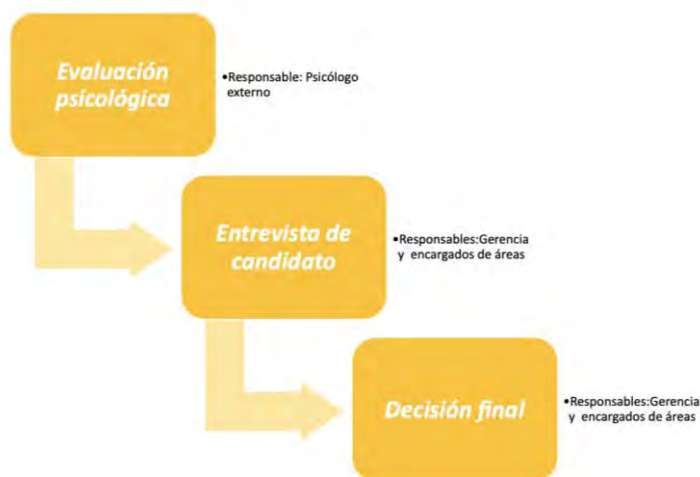 Evaluación
psicológica
•Responsable: Psicólogo
externo
Entrevista de
candidato
•Responsables:Gerencia
y encargados de áreas
Decisión final
•Responsables:Gerencia
y encargados de áreas